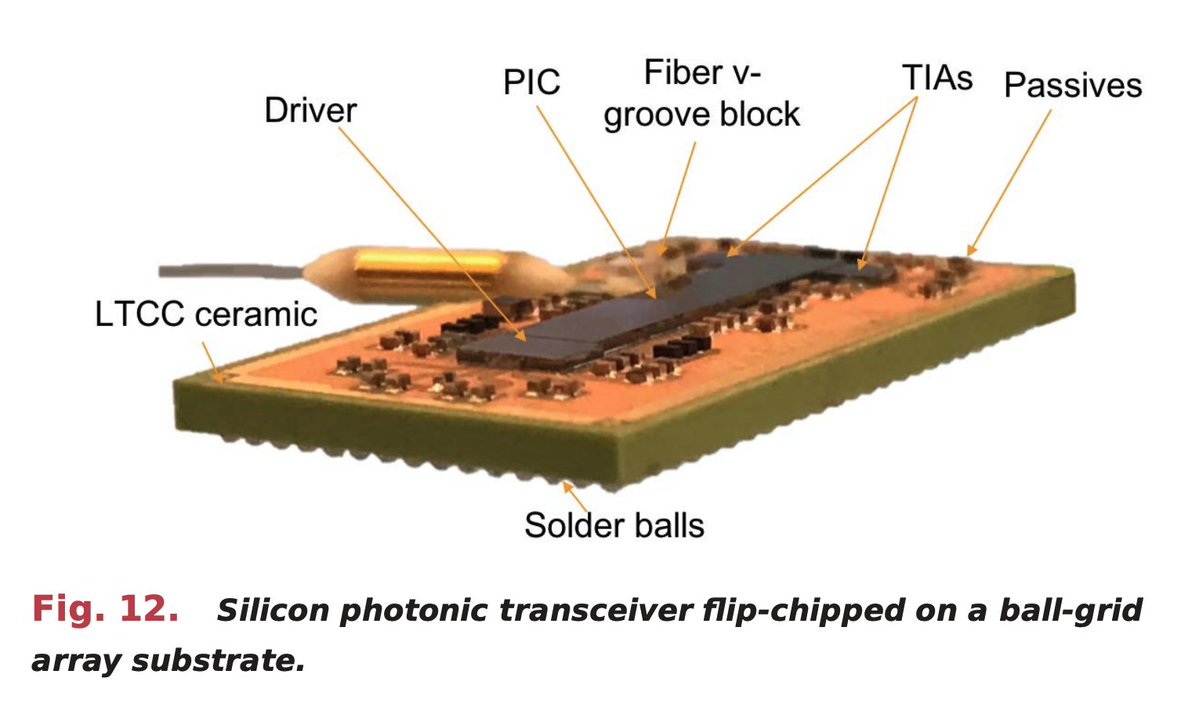 Driver
PIC
Fiber v-
groove block
TIAs
Passives
LTCC ceramic
Solder balls
Fig. 12. Silicon photonic transceiver flip-chipped on a ball-grid
array substrate.